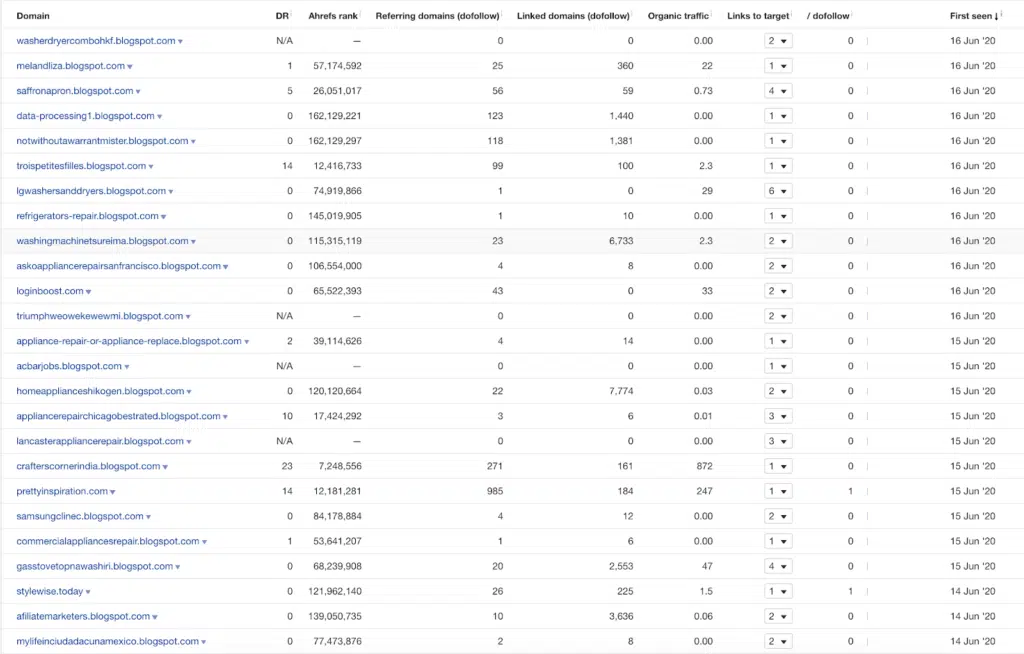 Domain DR Ahrefs rank Referring domains (dofollow) Linked domains (dofollow) Organic traffic Links to target / dofollow First seen
washerdryercombohkf.blogspot.com N/A — 0 0 0.00 2 0 16 Jun '20
melandliza.blogspot.com 1 57,174,592 25 360 22 1 0 16 Jun '20
saffronapron.blogspot.com 5 26,051,017 56 59 0.73 4 0 16 Jun '20
data-processing1.blogspot.com 0 162,129,221 123 1,440 0.00 1 0 16 Jun '20
notwithoutawarrantmister.blogspot.com 0 162,129,297 118 1,381 0.00 1 0 16 Jun '20
troispetitesfilles.blogspot.com 14 12,416,733 99 100 2.3 1 0 16 Jun '20
lgwashersanddryers.blogspot.com 0 74,919,866 1 0 29 6 0 16 Jun '20
refrigerators-repair.blogspot.com 0 145,019,905 1 10 0.00 1 0 16 Jun '20
washingmachinetsureima.blogspot.com 0 115,315,119 23 6,733 2.3 2 0 16 Jun '20
askoappliancerepairsanfrancisco.blogspot.com 0 106,554,000 4 8 0.00 2 0 16 Jun '20
loginboost.com 0 65,522,393 43 0 33 2 0 16 Jun '20
triumphweowekewewmi.blogspot.com N/A — 0 0 0.00 2 0 16 Jun '20
appliance-repair-or-appliance-replace.blogspot.com 2 39,114,626 4 14 0.00 1 0 15 Jun '20
acbarjobs.blogspot.com N/A — 0 0 0.00 1 0 15 Jun '20
homeapplianceshikogen.blogspot.com 0 120,120,664 22 7,774 0.03 2 0 15 Jun '20
appliancerepairchicagobestrated.blogspot.com 10 17,424,292 3 6 0.01 3 0 15 Jun '20
lancasterappliancerepair.blogspot.com N/A — 0 0 0.00 3 0 15 Jun '20
crafterscornerindia.blogspot.com 23 7,248,556 271 161 872 1 0 15 Jun '20
prettyinspiration.com 14 12,181,281 985 184 247 1 1 15 Jun '20
samsungclinec.blogspot.com 0 84,178,884 4 12 0.00 2 0 15 Jun '20
commercialappliancesrepair.blogspot.com 1 53,641,207 1 6 0.00 1 0 15 Jun '20
gasstovetopnawashiri.blogspot.com 0 68,239,908 20 2,553 47 4 0 15 Jun '20
stylewise.today 0 121,962,140 26 225 1.5 1 1 14 Jun '20
afiliatemarketers.blogspot.com 0 139,050,735 10 3,636 0.06 2 0 14 Jun '20
mylifeinciudadacunamexico.blogspot.com 0 77,473,876 2 8 0.00 2 0 14 Jun '20